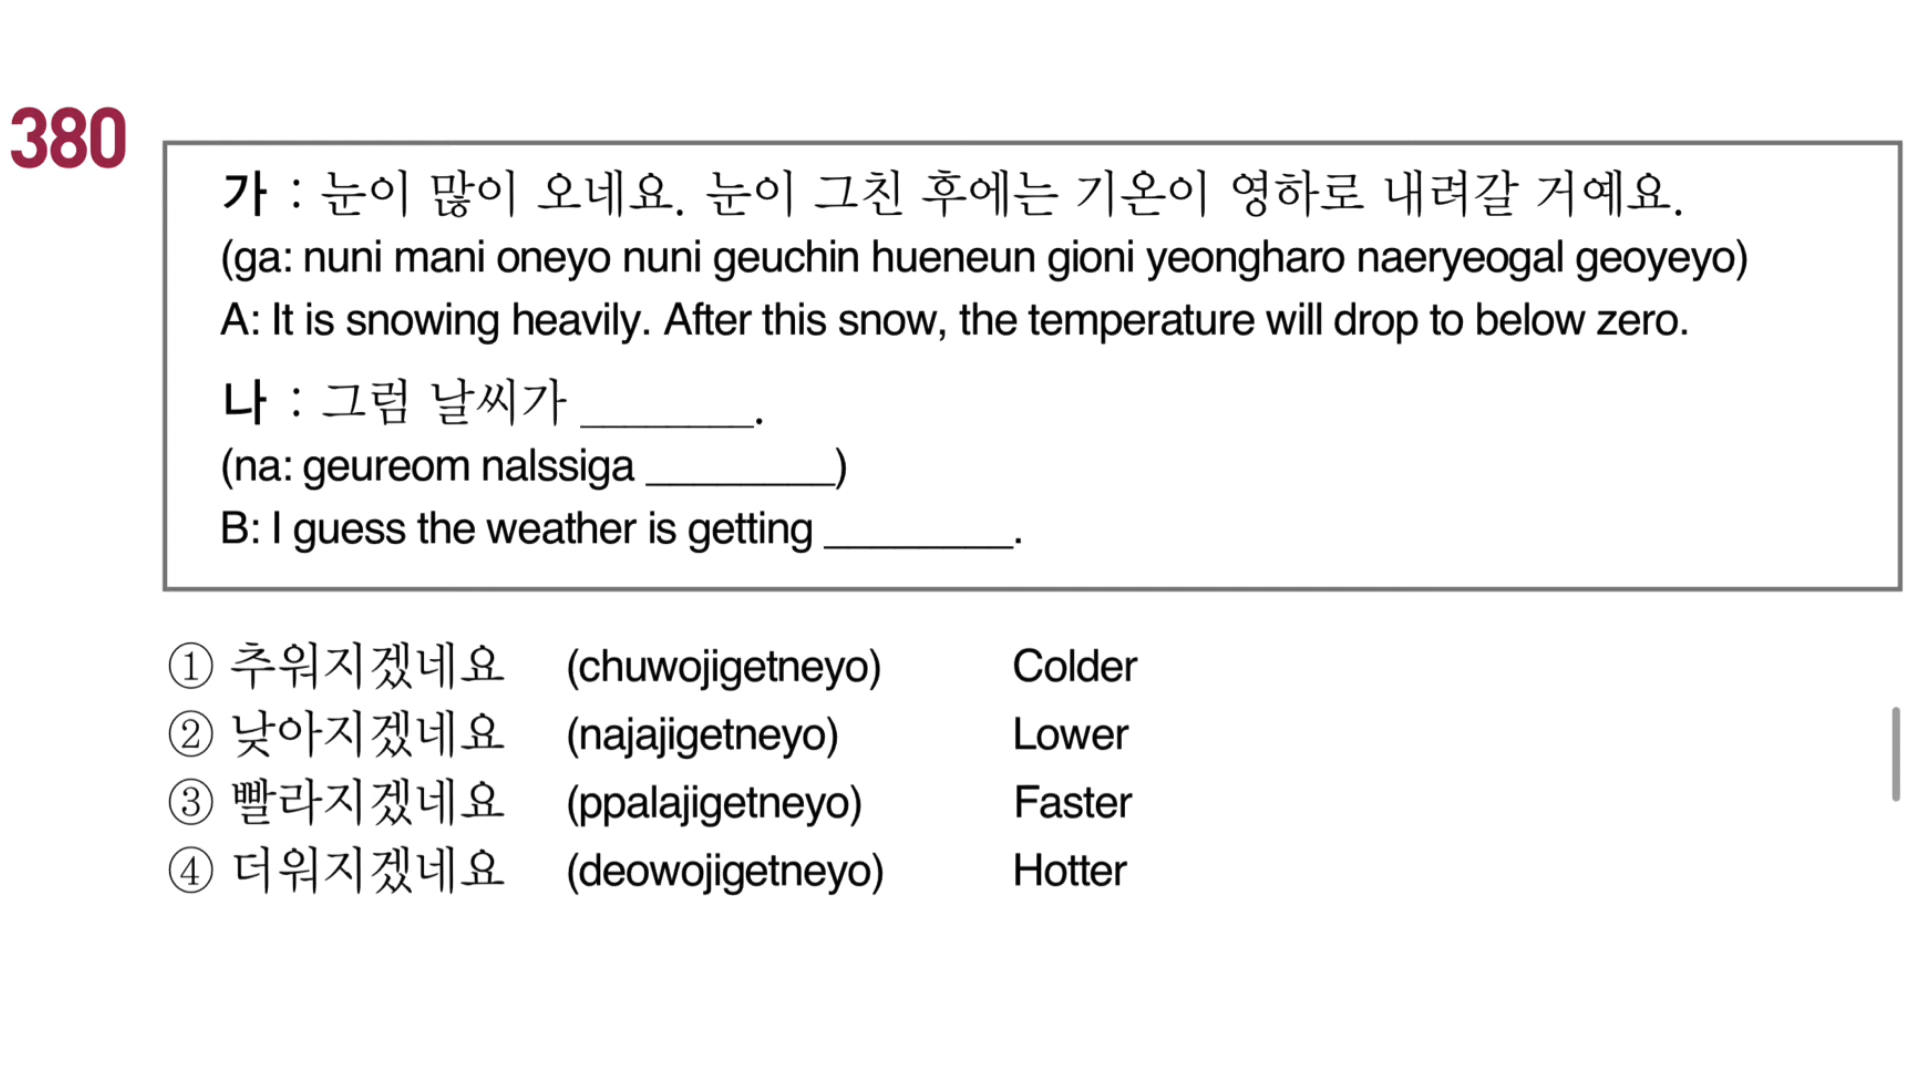 380
가 : 눈이 많이 오네요. 눈이 그친 후에는 기온이 영하로 내려갈 거예요.
(ga: nuni mani oneyo nuni geuchin hueneun gioni yeongharo naeryeogal geoyeyo)
A: It is snowing heavily. After this snow, the temperature will drop to below zero.
나 : 그럼 날씨가 ________.
(na: geureom nalssiga ________)
B: I guess the weather is getting ________.
① 추워지겠네요 (chuwojigetneyo) Colder
② 낮아지겠네요 (najajigetneyo) Lower
③ 빨라지겠네요 (ppalajigetneyo) Faster
④ 더워지겠네요 (deowojigetneyo) Hotter